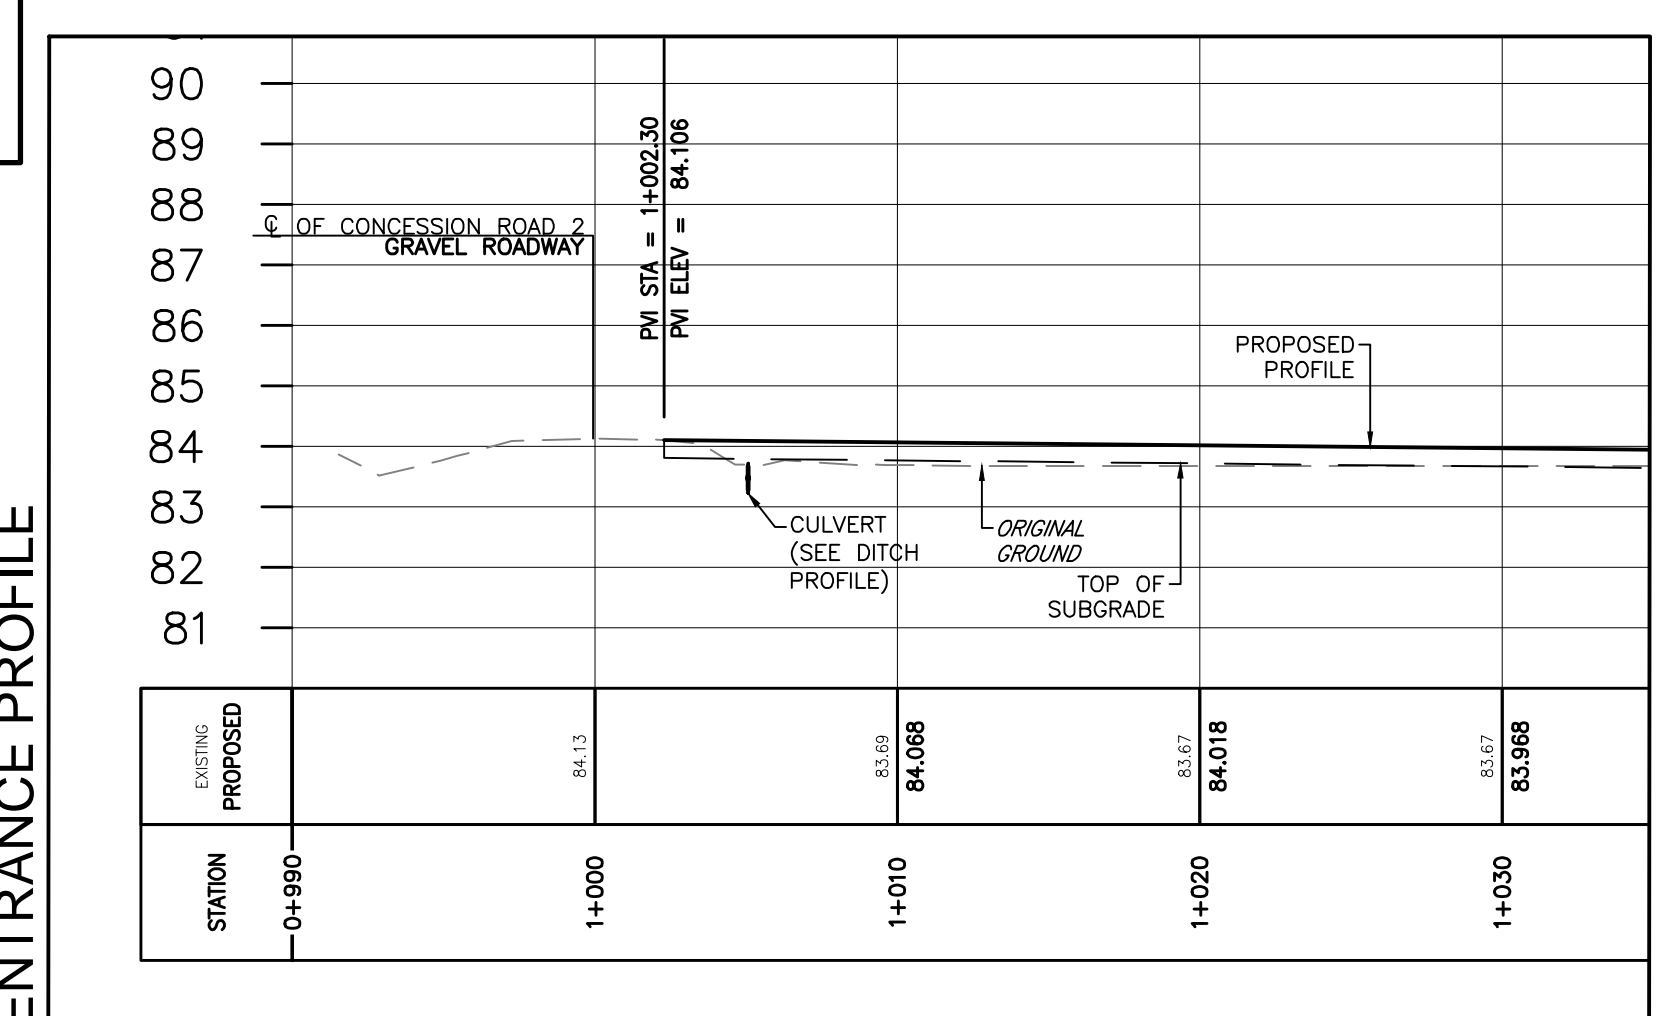 ENTRANCE PROFILE
90
89
88
87
86
85
84
83
82
81
℄ OF CONCESSION ROAD 2
GRAVEL ROADWAY
PVI STA = 1+002.30
PVI ELEV = 84.106
PROPOSED
PROFILE
CULVERT
(SEE DITCH
PROFILE)
ORIGINAL
GROUND
TOP OF
SUBGRADE
EXISTING
PROPOSED
84.13
83.69
84.068
83.67
84.018
83.67
83.968
STATION
0+990
1+000
1+010
1+020
1+030